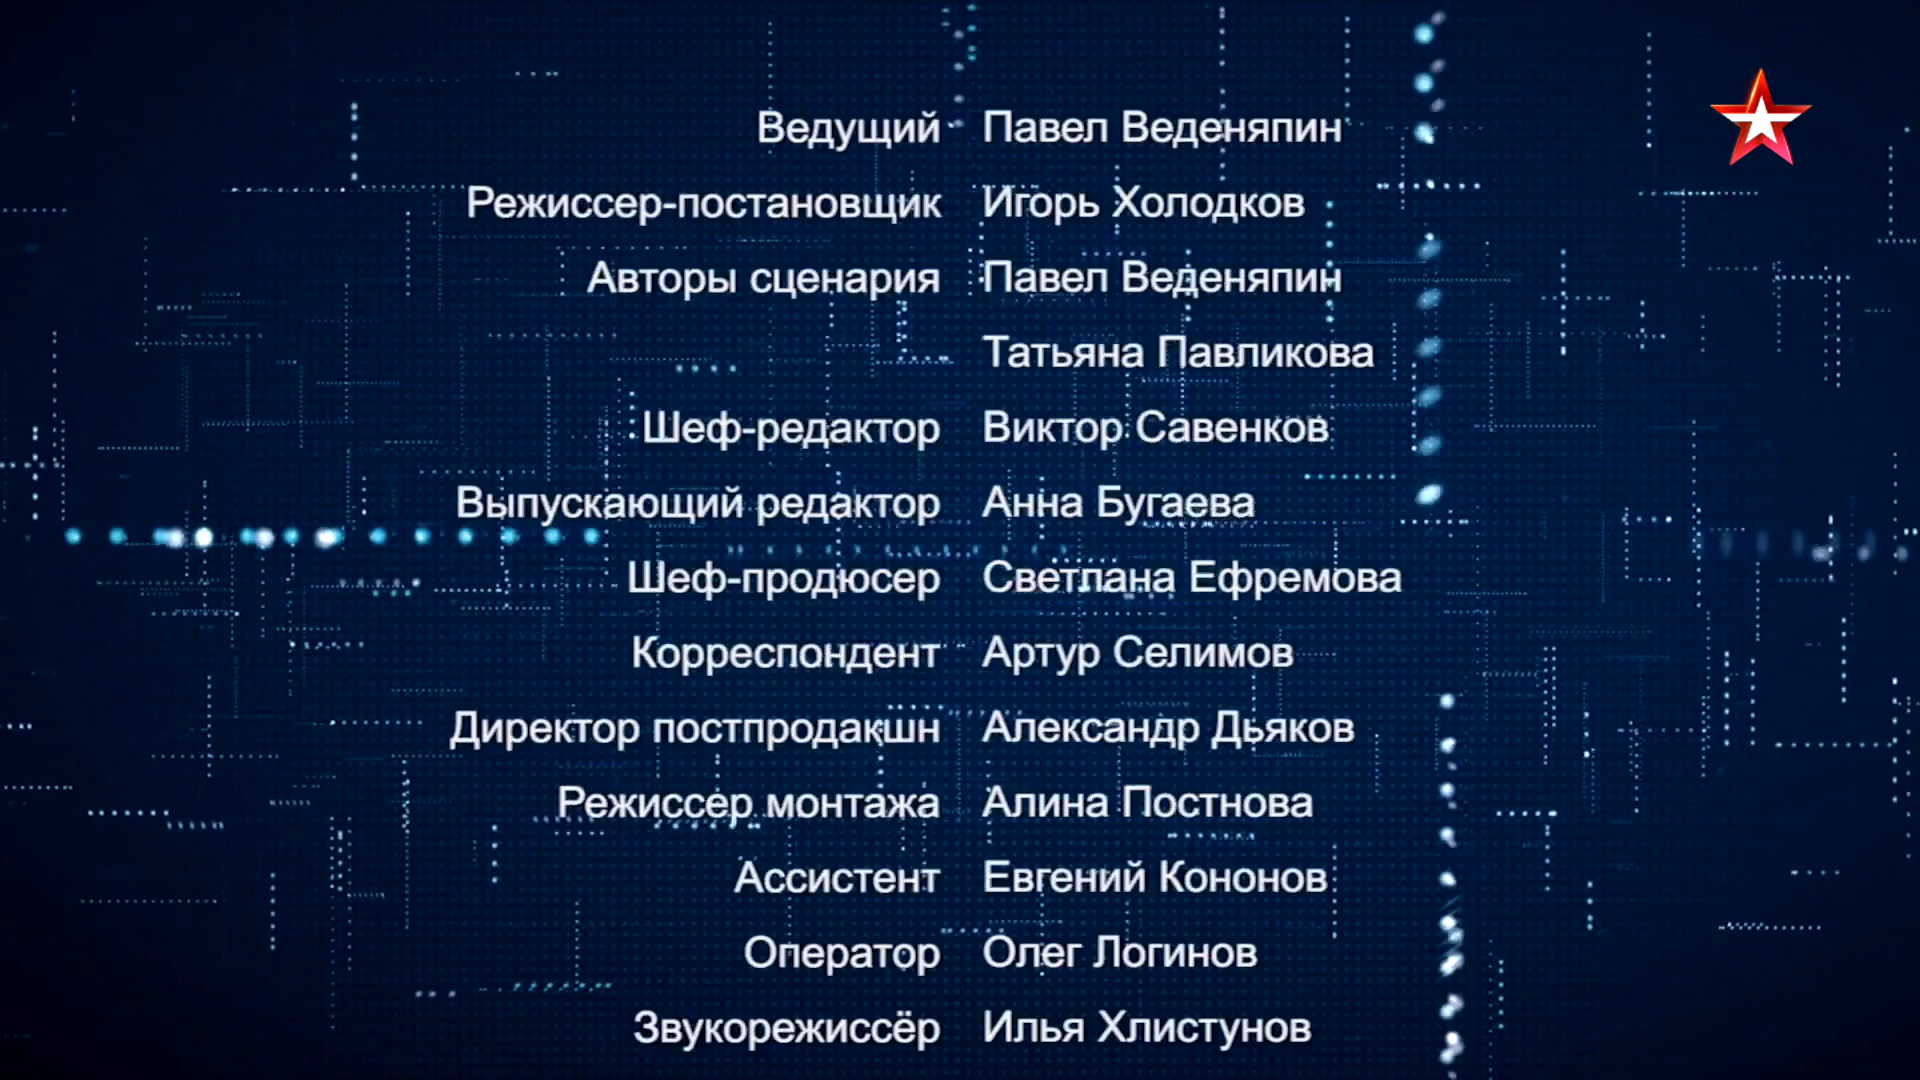 Ведущий Павел Веденяпин
Режиссер-постановщик Игорь Холодков
Авторы сценария Павел Веденяпин
Татьяна Павликова
Шеф-редактор Виктор Савенков
Выпускающий редактор Анна Бугаева
Шеф-продюсер Светлана Ефремова
Корреспондент Артур Селимов
Директор постпродакшн Александр Дьяков
Режиссер монтажа Алина Постнова
Ассистент Евгений Кононов
Оператор Олег Логинов
Звукорежиссёр Илья Хлистунов